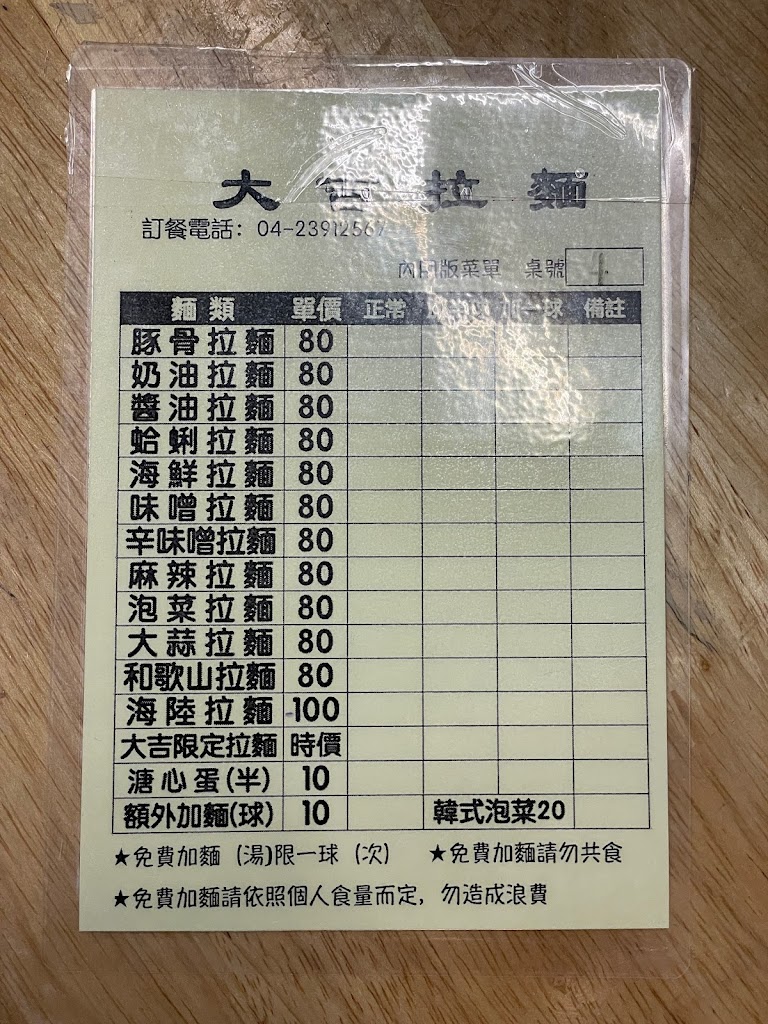 大吉拉麵
訂餐電話: 04-23912567
內用版菜單 桌號
麵類 單價 正常 加一球 備註
豚骨拉麵 80
奶油拉麵 80
醬油拉麵 80
蛤蜊拉麵 80
海鮮拉麵 80
味噌拉麵 80
辛味噌拉麵 80
麻辣拉麵 80
泡菜拉麵 80
大蒜拉麵 80
和歌山拉麵 80
海陸拉麵 100
大吉限定拉麵 時價
溏心蛋(半) 10
額外加麵(球) 10 韓式泡菜20
★免費加麵 (湯)限一球 (次) ★免費加麵請勿共食
★免費加麵請依照個人食量而定, 勿造成浪費